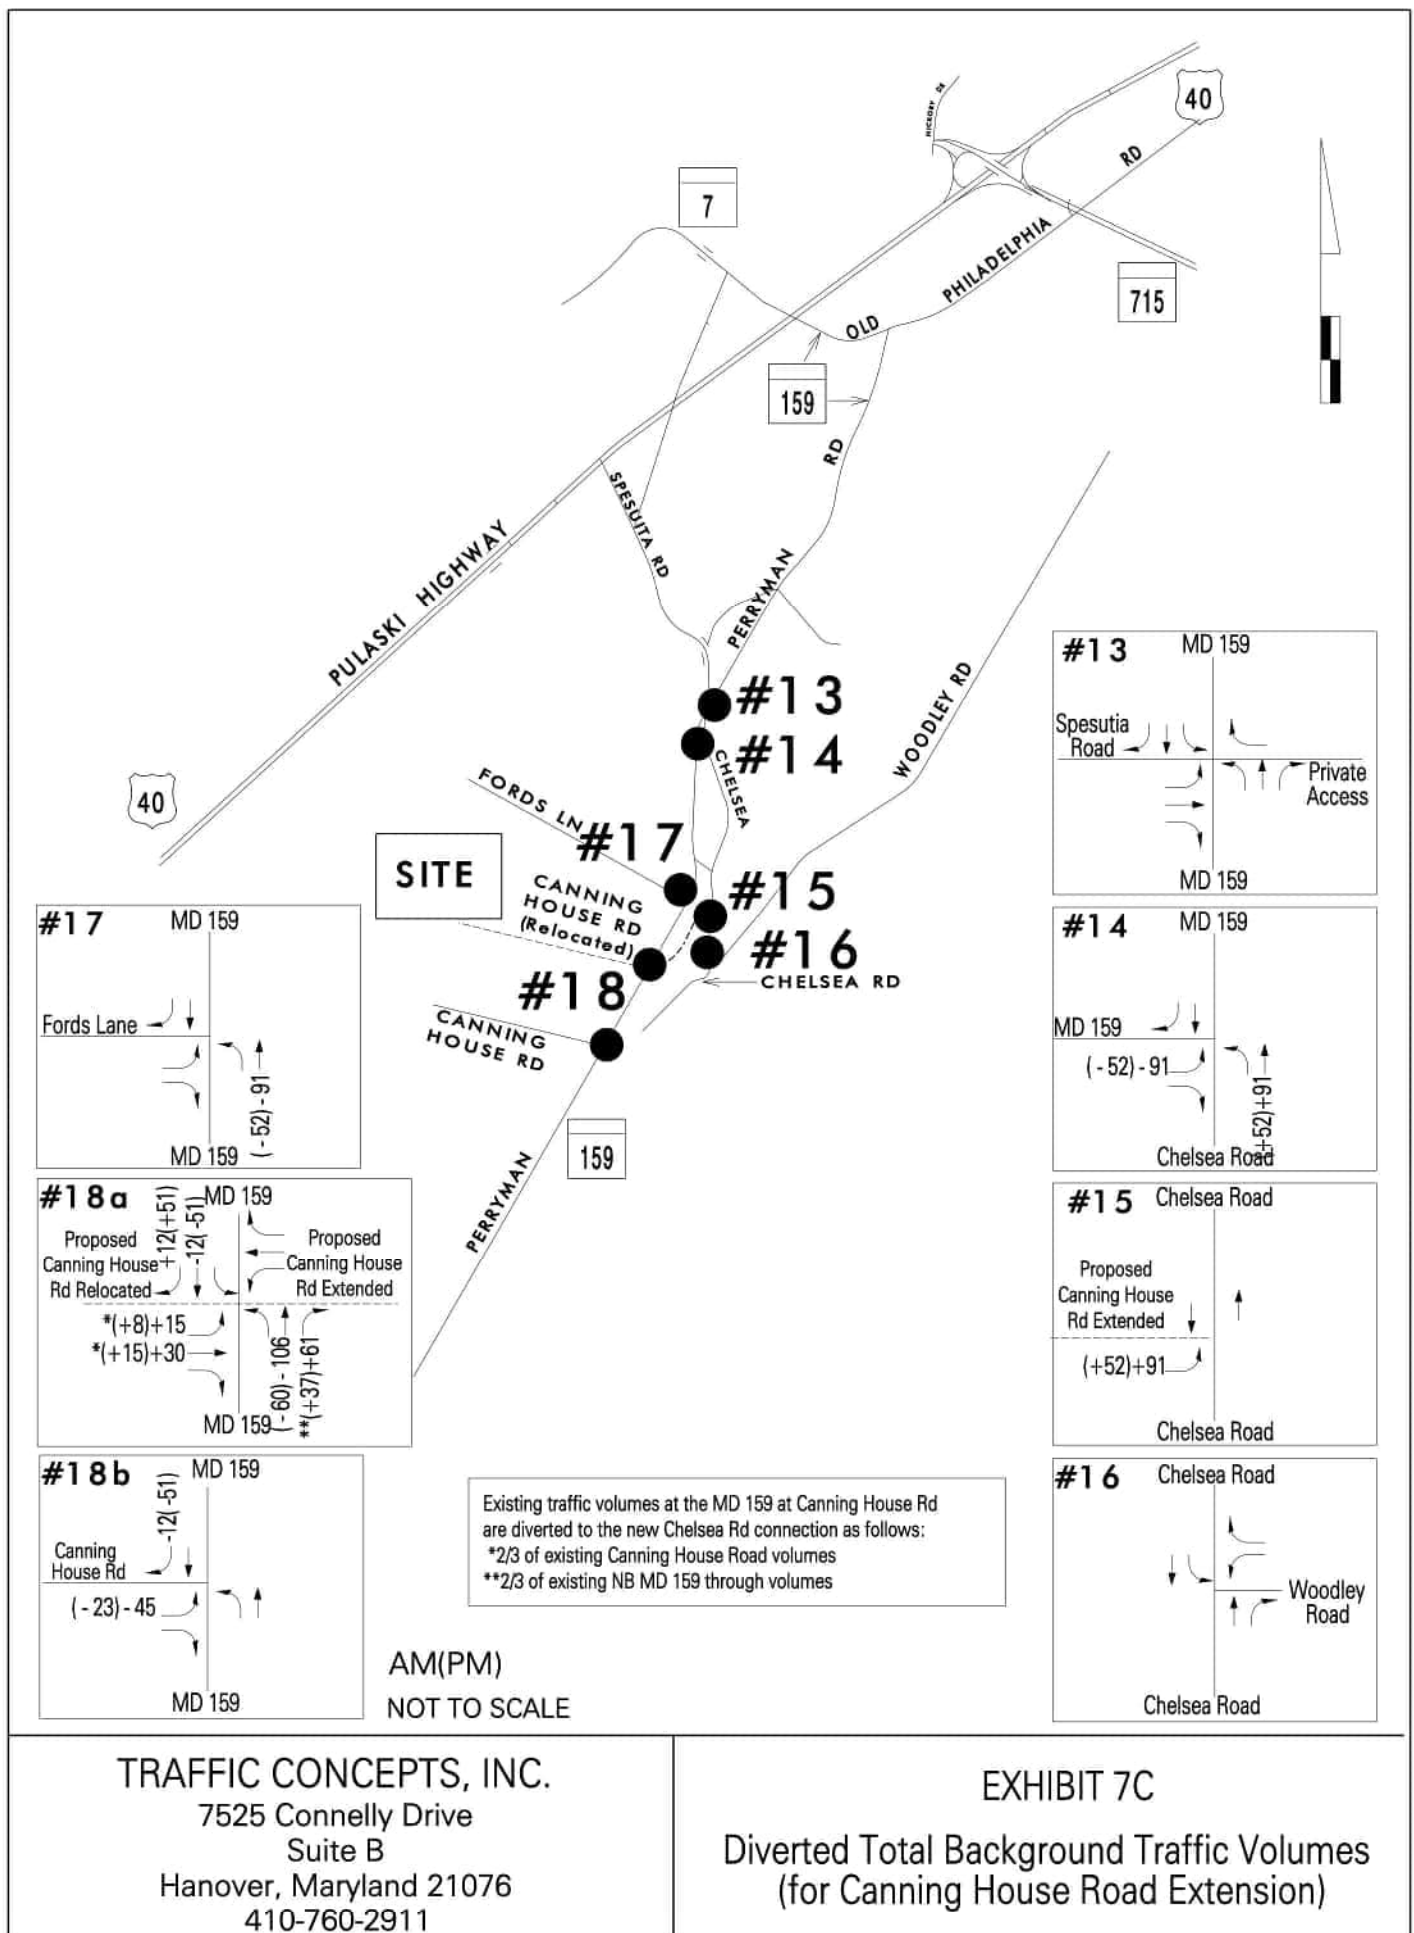 HICKORY DR
40
RD
7
PHILADELPHIA
715
OLD
159
RD
SPESUITA RD
PULASKI HIGHWAY
PERRYMAN
WOODLEY RD
#13
#14
CHELSEA
40
FORDS LN
#17
SITE
CANNING
HOUSE RD
(Relocated)
#15
#16
CHELSEA RD
#18
CANNING
HOUSE RD
159
PERRYMAN
#13
MD 159
Spesutia
Road
Private
Access
MD 159
#14
MD 159
MD 159
(-52)-91
(+52)+91
Chelsea Road
#15
Chelsea Road
Proposed
Canning House
Rd Extended
(+52)+91
Chelsea Road
#16
Chelsea Road
Woodley
Road
Chelsea Road
#17
MD 159
Fords Lane
(-52)-91
MD 159
#18a
MD 159
+12(+51)
-12(-51)
Proposed
Canning House
Rd Relocated
Proposed
Canning House
Rd Extended
*(+8)+15
*(+15)+30
(-60)-106
**(+37)+61
MD 159
#18b
MD 159
-12(-51)
Canning
House Rd
(-23)-45
MD 159
Existing traffic volumes at the MD 159 at Canning House Rd
are diverted to the new Chelsea Rd connection as follows:
*2/3 of existing Canning House Road volumes
**2/3 of existing NB MD 159 through volumes
AM(PM)
NOT TO SCALE
TRAFFIC CONCEPTS, INC.
7525 Connelly Drive
Suite B
Hanover, Maryland 21076
410-760-2911
EXHIBIT 7C
Diverted Total Background Traffic Volumes
(for Canning House Road Extension)